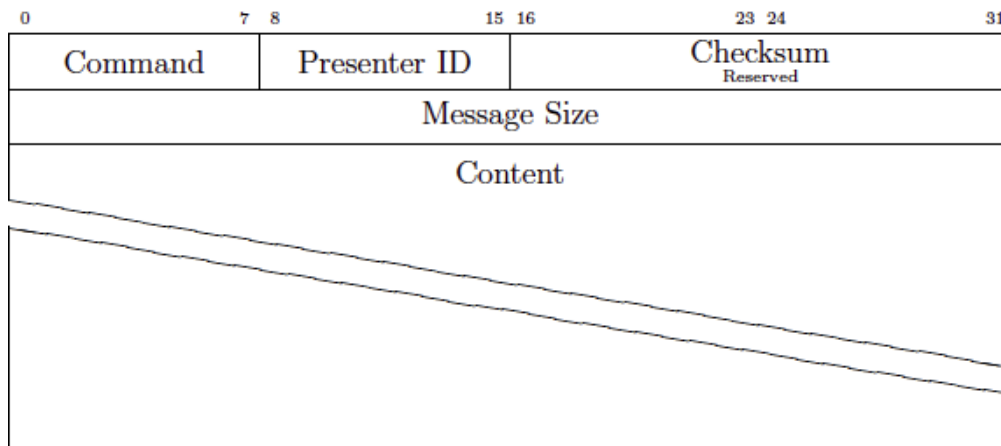 0 7 8 15 16 23 24 31
Command Presenter ID Checksum
Reserved
Message Size
Content